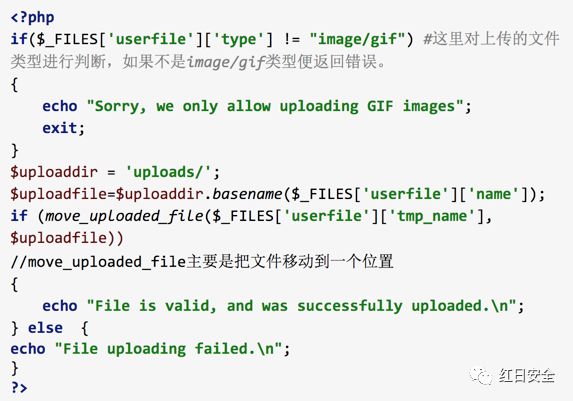 <?php
if($_FILES['userfile']['type'] != "image/gif") #这里对上传的文件
类型进行判断，如果不是image/gif类型便返回错误。
{
    echo "Sorry, we only allow uploading GIF images";
    exit;
}
$uploaddir = 'uploads/';
$uploadfile=$uploaddir.basename($_FILES['userfile']['name']);
if (move_uploaded_file($_FILES['userfile']['tmp_name'],
$uploadfile))
//move_uploaded_file主要是把文件移动到一个位置
{
    echo "File is valid, and was successfully uploaded.\n";
} else  {
echo "File uploading failed.\n";
}
?>
红日安全